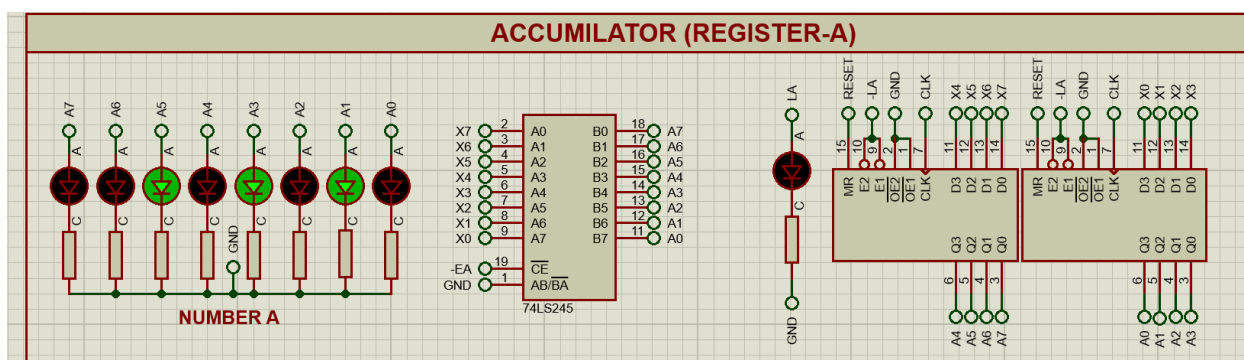 ACCUMILATOR (REGISTER-A)
A7 A6 A5 A4 A3 A2 A1 A0
A A A A A A A A
C C C C C C C C
GND
NUMBER A
X7 2 A0 B0 18 A7
X6 3 A1 B1 17 A6
X5 4 A2 B2 16 A5
X4 5 A3 B3 15 A4
X3 6 A4 B4 14 A3
X2 7 A5 B5 13 A2
X1 8 A6 B6 12 A1
X0 9 A7 B7 11 A0
-EA 19 CE
GND 1 AB/BA
74LS245
LA
A
C
GND
RESET -LA GND CLK X4 X5 X6 X7
15 10 9 2 1 7 11 12 13 14
MR E2 E1 OE2 OE1 CLK D3 D2 D1 D0
Q3 Q2 Q1 Q0
6 5 4 3
A4 A5 A6 A7
RESET -LA GND CLK X0 X1 X2 X3
15 10 9 2 1 7 11 12 13 14
MR E2 E1 OE2 OE1 CLK D3 D2 D1 D0
Q3 Q2 Q1 Q0
6 5 4 3
A0 A1 A2 A3